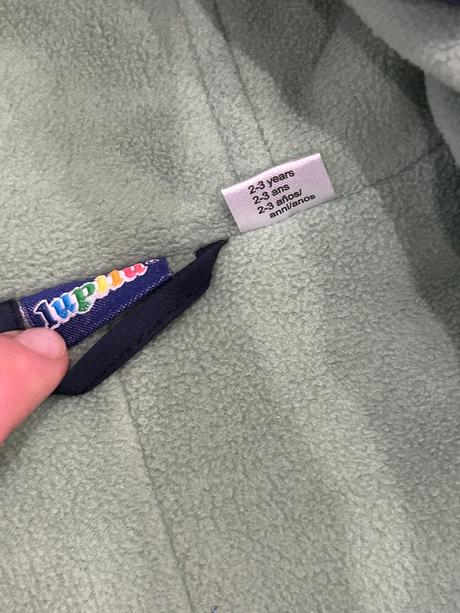 2-3 years
2-3 ans
2-3 años/
anni/anos
lupilu